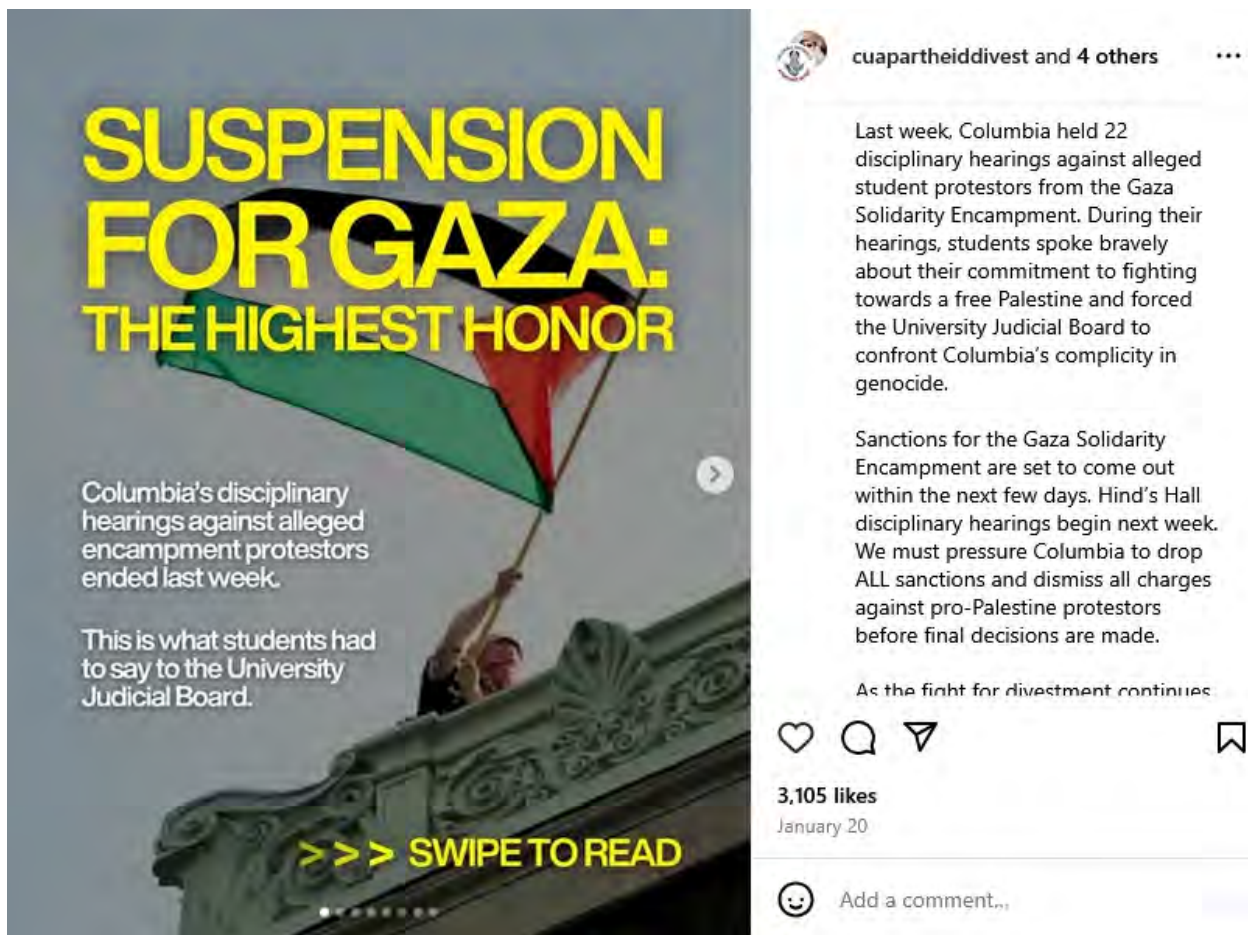 SUSPENSION
FOR GAZA:
THE HIGHEST HONOR
Columbia's disciplinary
hearings against alleged
encampment protestors
ended last week.
This is what students had
to say to the University
Judicial Board.
> > > SWIPE TO READ
cuapartheiddivest and 4 others
Last week, Columbia held 22
disciplinary hearings against alleged
student protestors from the Gaza
Solidarity Encampment. During their
hearings, students spoke bravely
about their commitment to fighting
towards a free Palestine and forced
the University Judicial Board to
confront Columbia's complicity in
genocide.
Sanctions for the Gaza Solidarity
Encampment are set to come out
within the next few days. Hind's Hall
disciplinary hearings begin next week.
We must pressure Columbia to drop
ALL sanctions and dismiss all charges
against pro-Palestine protestors
before final decisions are made.
As the fight for divestment continues
3,105 likes
January 20
Add a comment...